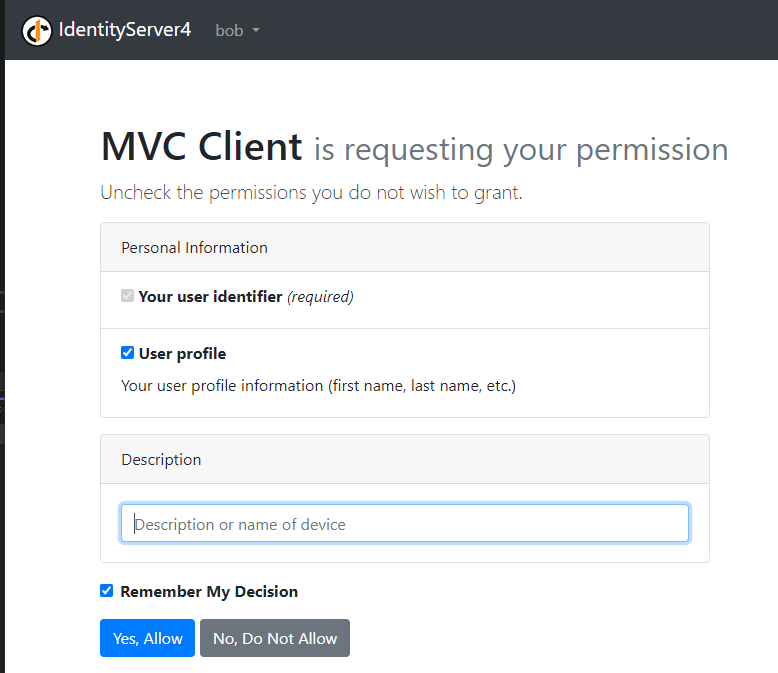 IdentityServer4 bob
MVC Client is requesting your permission
Uncheck the permissions you do not wish to grant.
Personal Information
Your user identifier (required)
User profile
Your user profile information (first name, last name, etc.)
Description
Description or name of device
Remember My Decision
Yes, Allow No, Do Not Allow